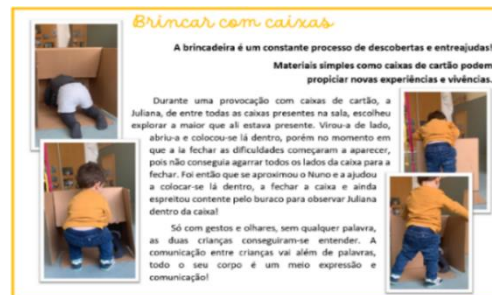 Brincar com caixas
A brincadeira é um constante processo de descobertas e entreajudas!
Materiais simples como caixas de cartão podem
propiciar novas experiências e vivências.
Durante uma provocação com caixas de cartão, a
Juliana, de entre todas as caixas presentes na sala, escolheu
explorar a maior que ali estava presente. Virou-a de lado,
abriu-a e colocou-se lá dentro, porém no momento em
que a ia fechar as dificuldades começaram a aparecer,
pois não conseguia agarrar todos os lados da caixa para a
fechar. Foi então que se aproximou o Nuno e a ajudou
a colocar-se lá dentro, a fechar a caixa e ainda
espreitou contente pelo buraco para observar Juliana
dentro da caixa!
Só com gestos e olhares, sem qualquer palavra,
as duas crianças conseguiram-se entender. A
comunicação entre crianças vai além de palavras,
todo o seu corpo é um meio expressão e
comunicação!